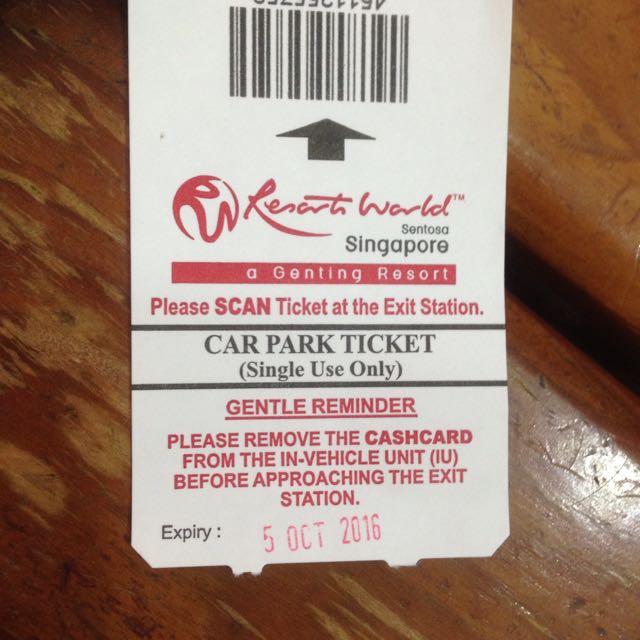 Resorts World™
Sentosa
Singapore
a Genting Resort
Please SCAN Ticket at the Exit Station.
CAR PARK TICKET
(Single Use Only)
GENTLE REMINDER
PLEASE REMOVE THE CASHCARD
FROM THE IN-VEHICLE UNIT (IU)
BEFORE APPROACHING THE EXIT
STATION.
Expiry : 5 OCT 2016